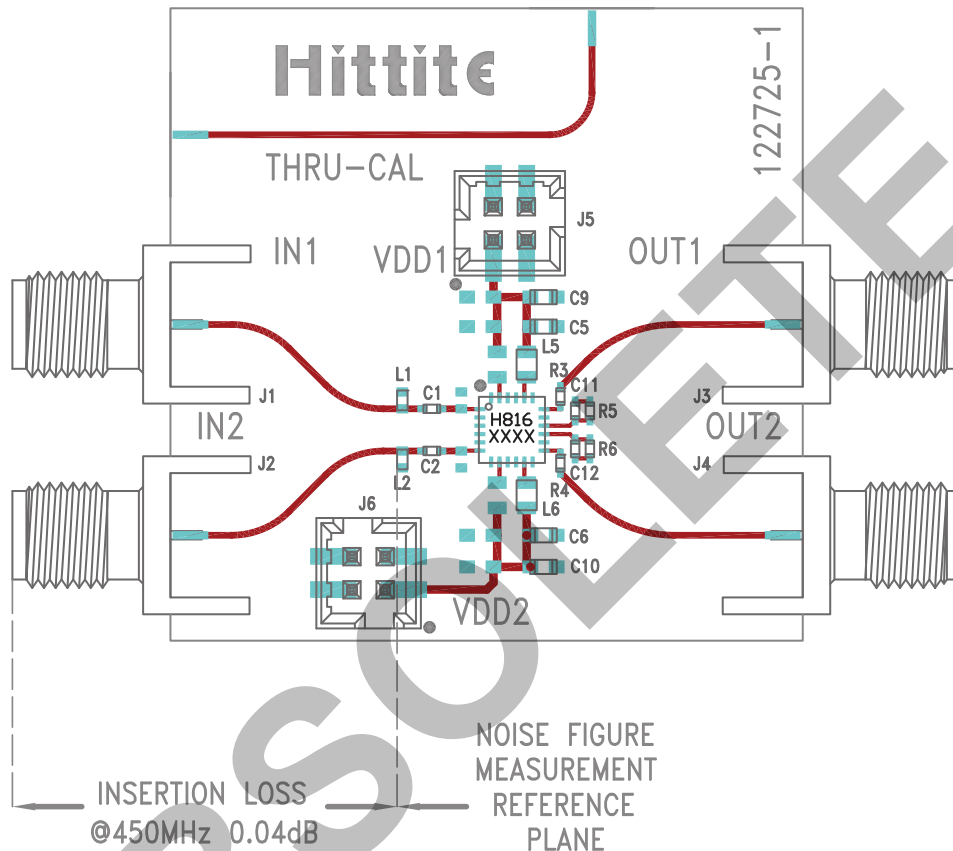 Hittite
122725-1
THRU-CAL
J5
IN1
VDD1
OUT1
C9
C5
L5
R3
L1
C1
C11
J1
J3
H816
XXXX
R5
IN2
OUT2
R6
J2
L2
C2
C12
J4
R4
J6
L6
C6
C10
VDD2
NOISE FIGURE
MEASUREMENT
REFERENCE
PLANE
INSERTION LOSS
@450MHz 0.04dB
OBSOLETE